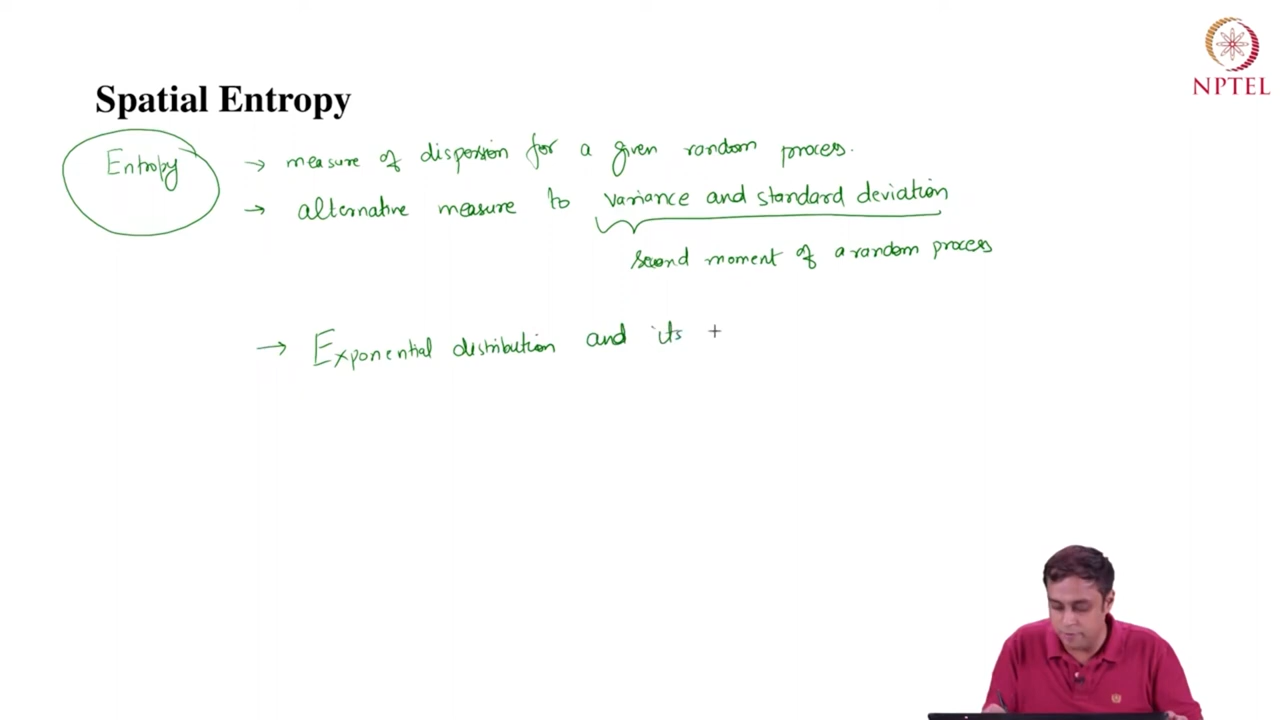 NPTEL
Spatial Entropy
Entropy → measure of dispersion for a given random process.
→ alternative measure to variance and standard deviation
second moment of a random process
→ Exponential distribution and its t